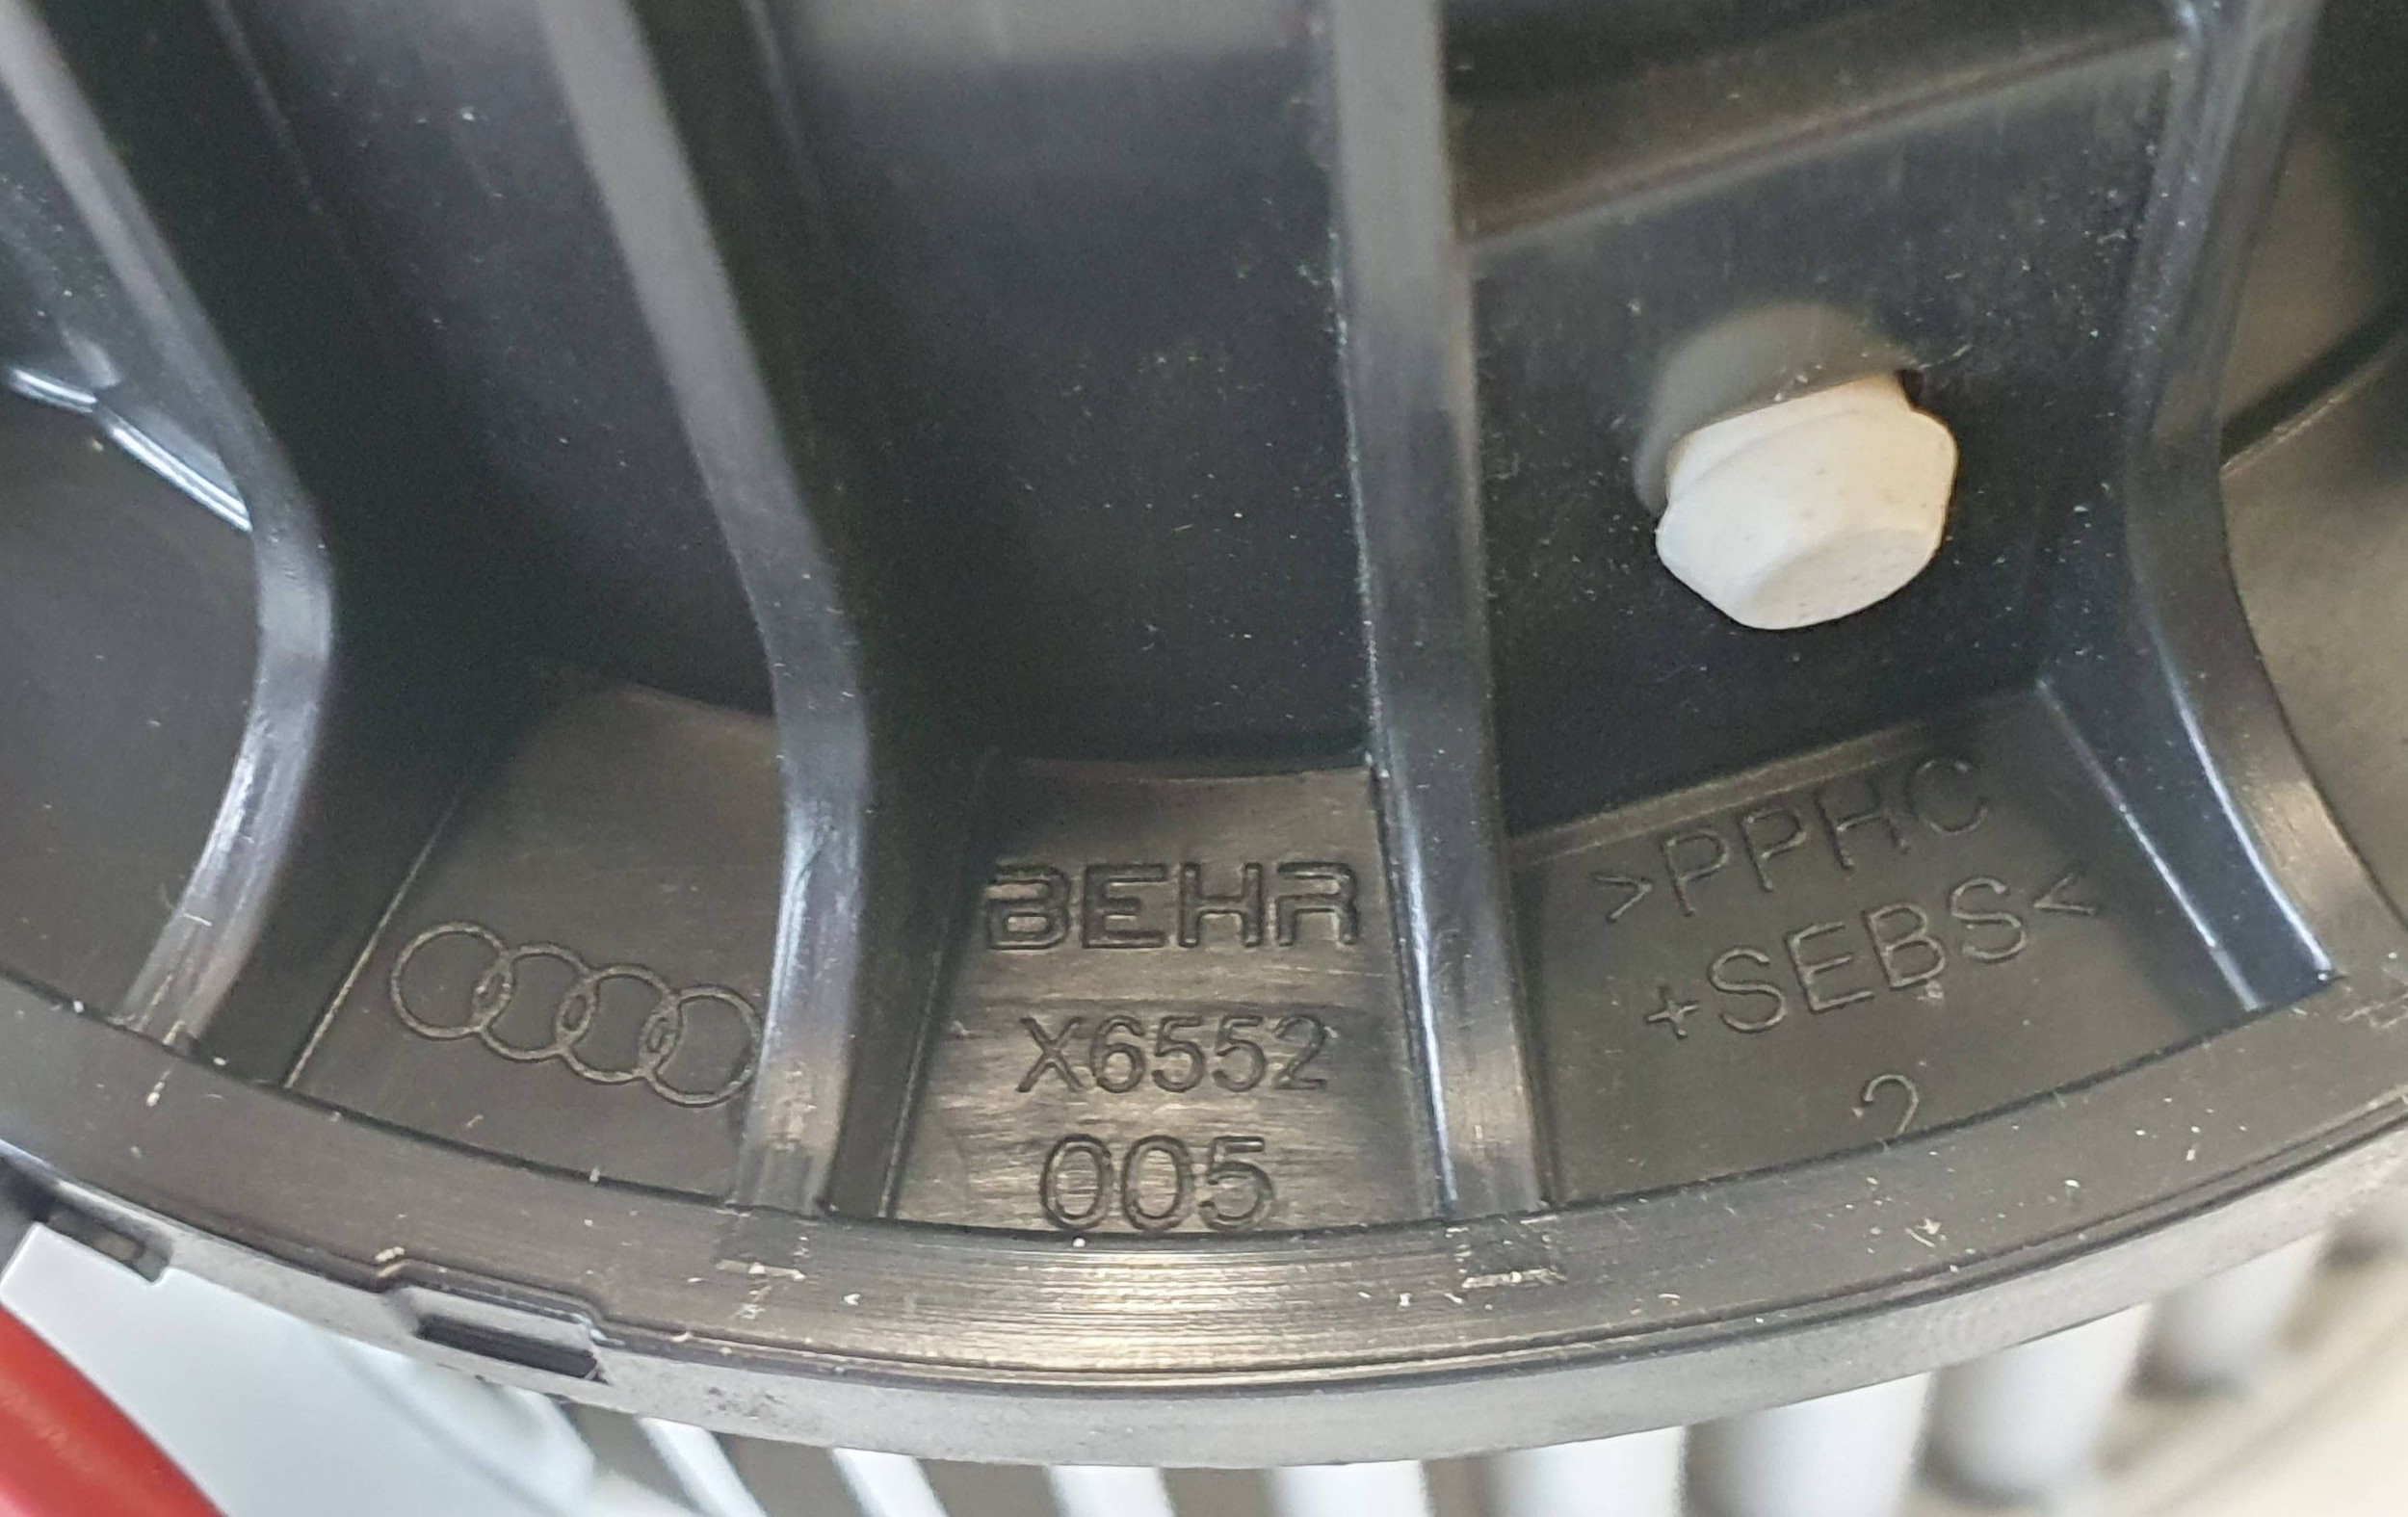 BEHR
X6552
005
>PPHC
+SEBS<
2